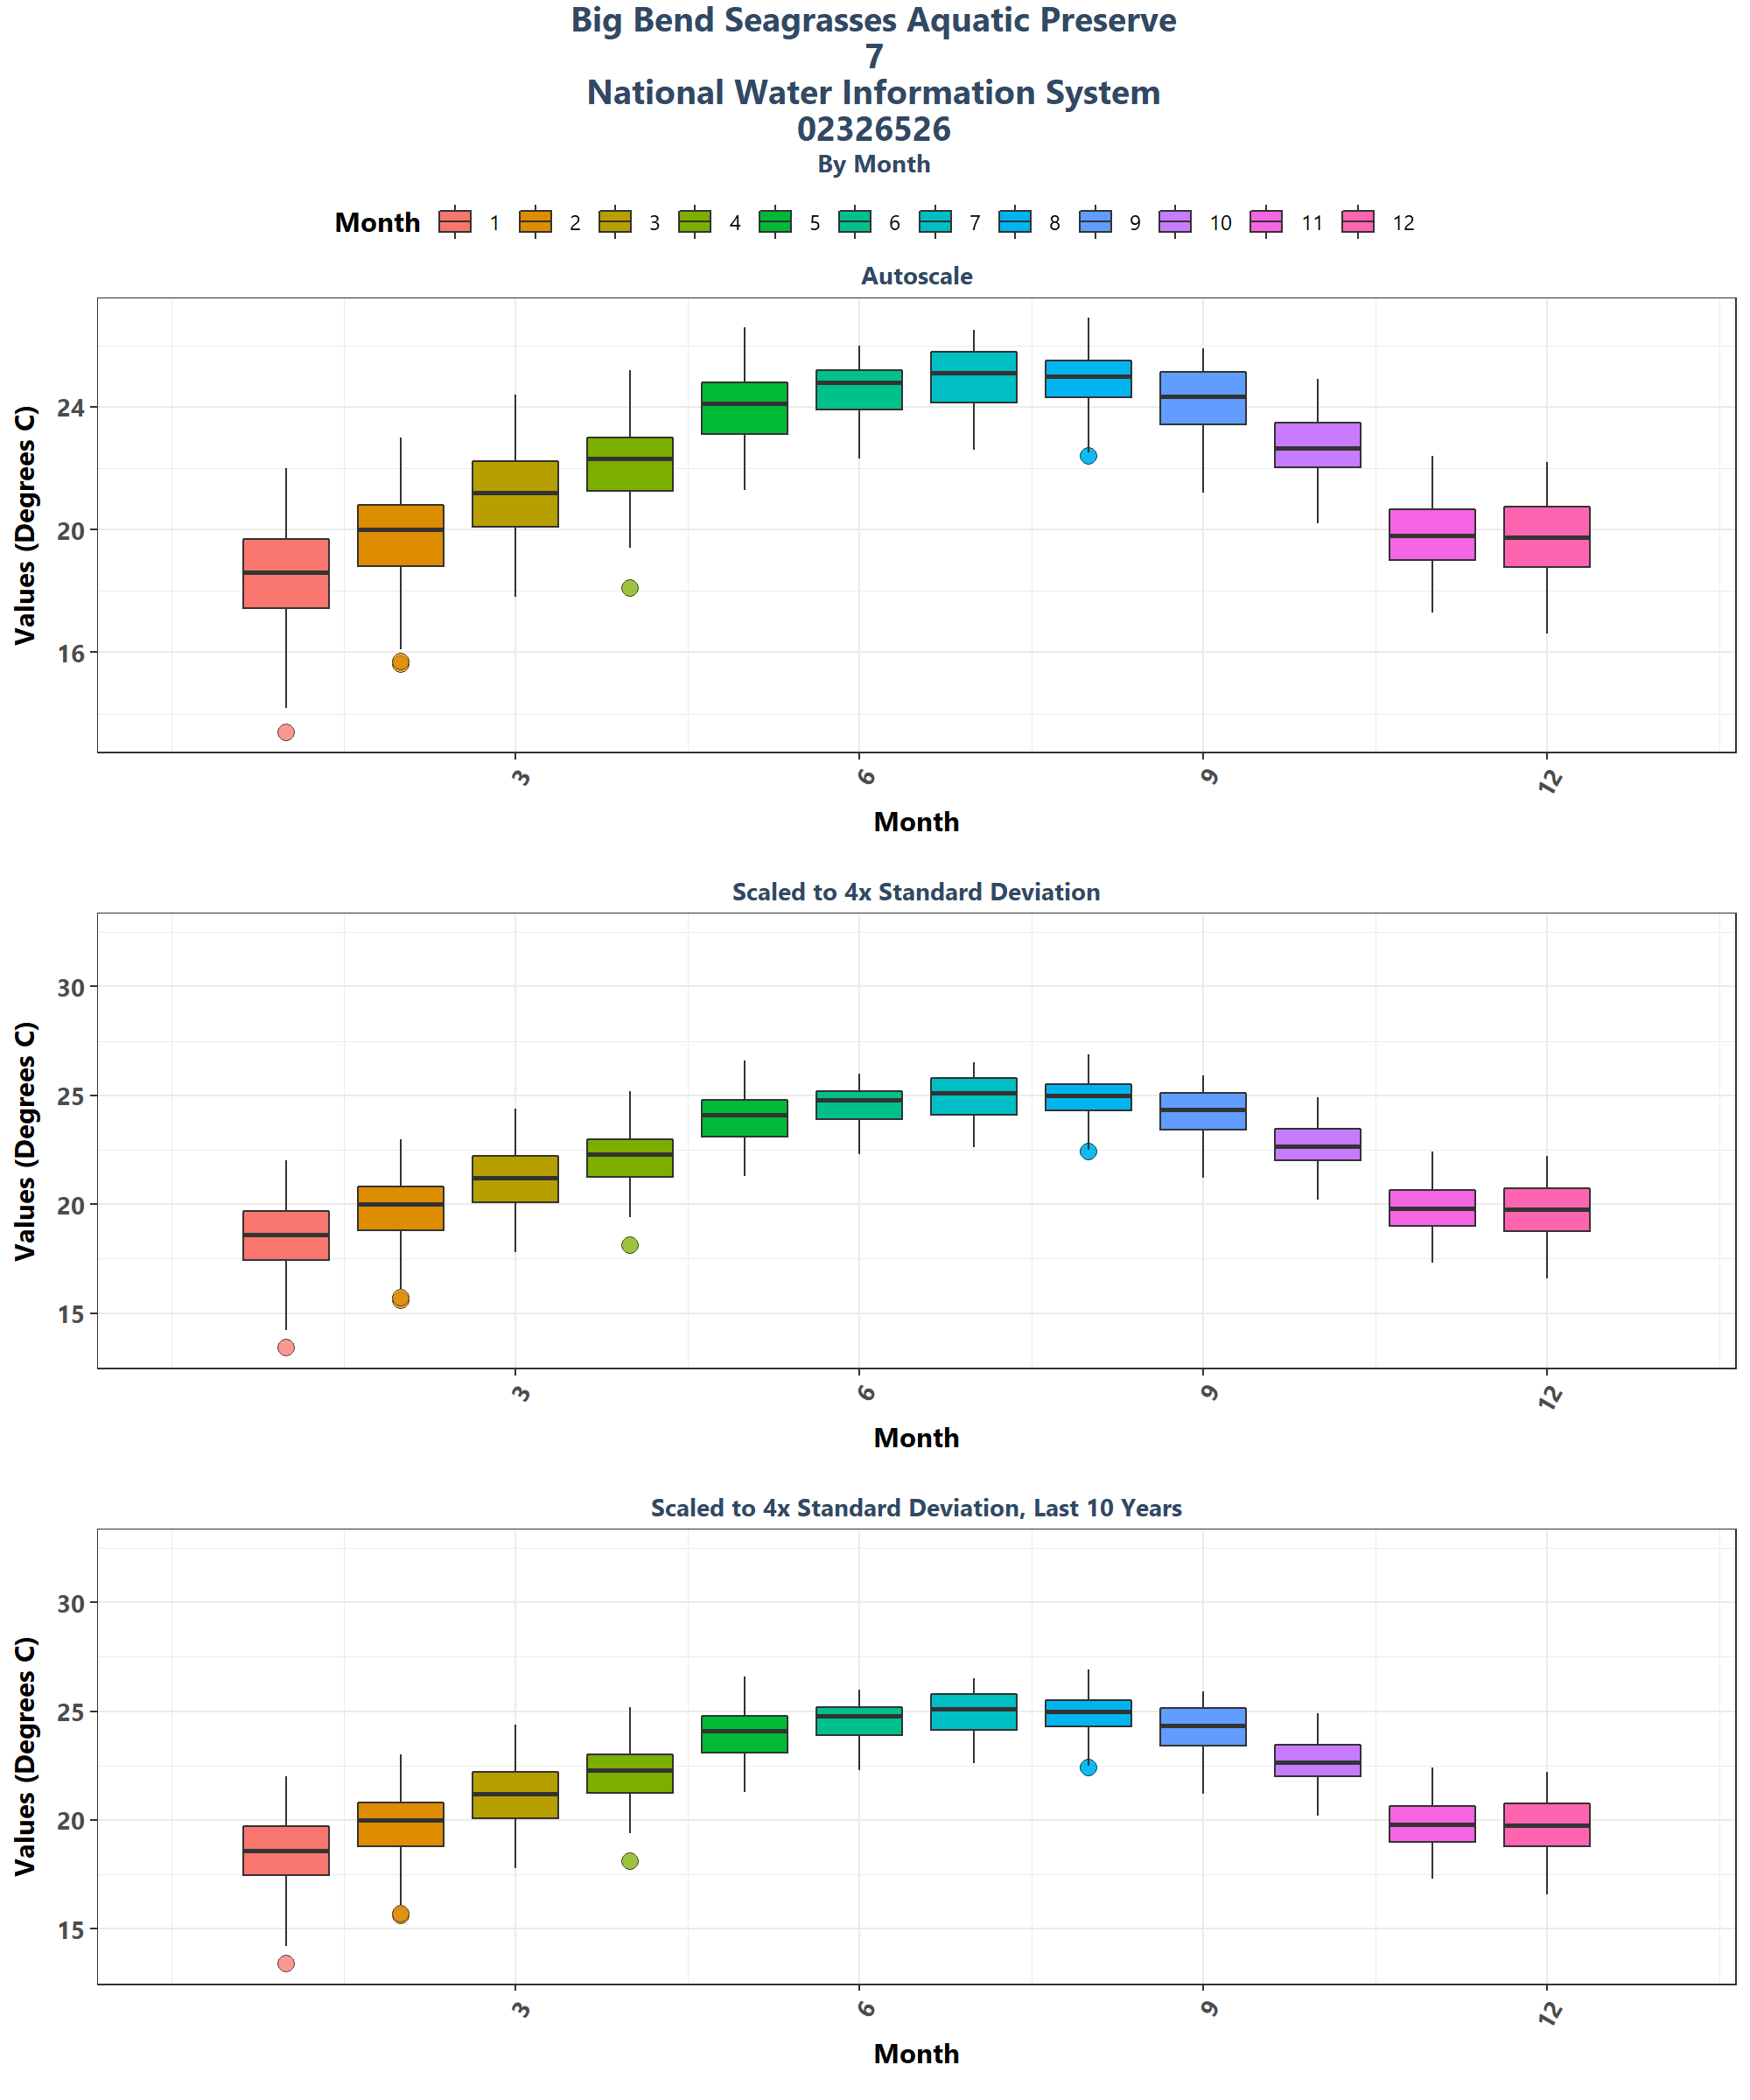 Big Bend Seagrasses Aquatic Preserve
7
National Water Information System
02326526
By Month
Month 1 2 3 4 5 6 7 8 9 10 11 12
Autoscale
Values (Degrees C)
24
20
16
3 6 9 12
Month
Scaled to 4x Standard Deviation
Values (Degrees C)
30
25
20
15
3 6 9 12
Month
Scaled to 4x Standard Deviation, Last 10 Years
Values (Degrees C)
30
25
20
15
3 6 9 12
Month